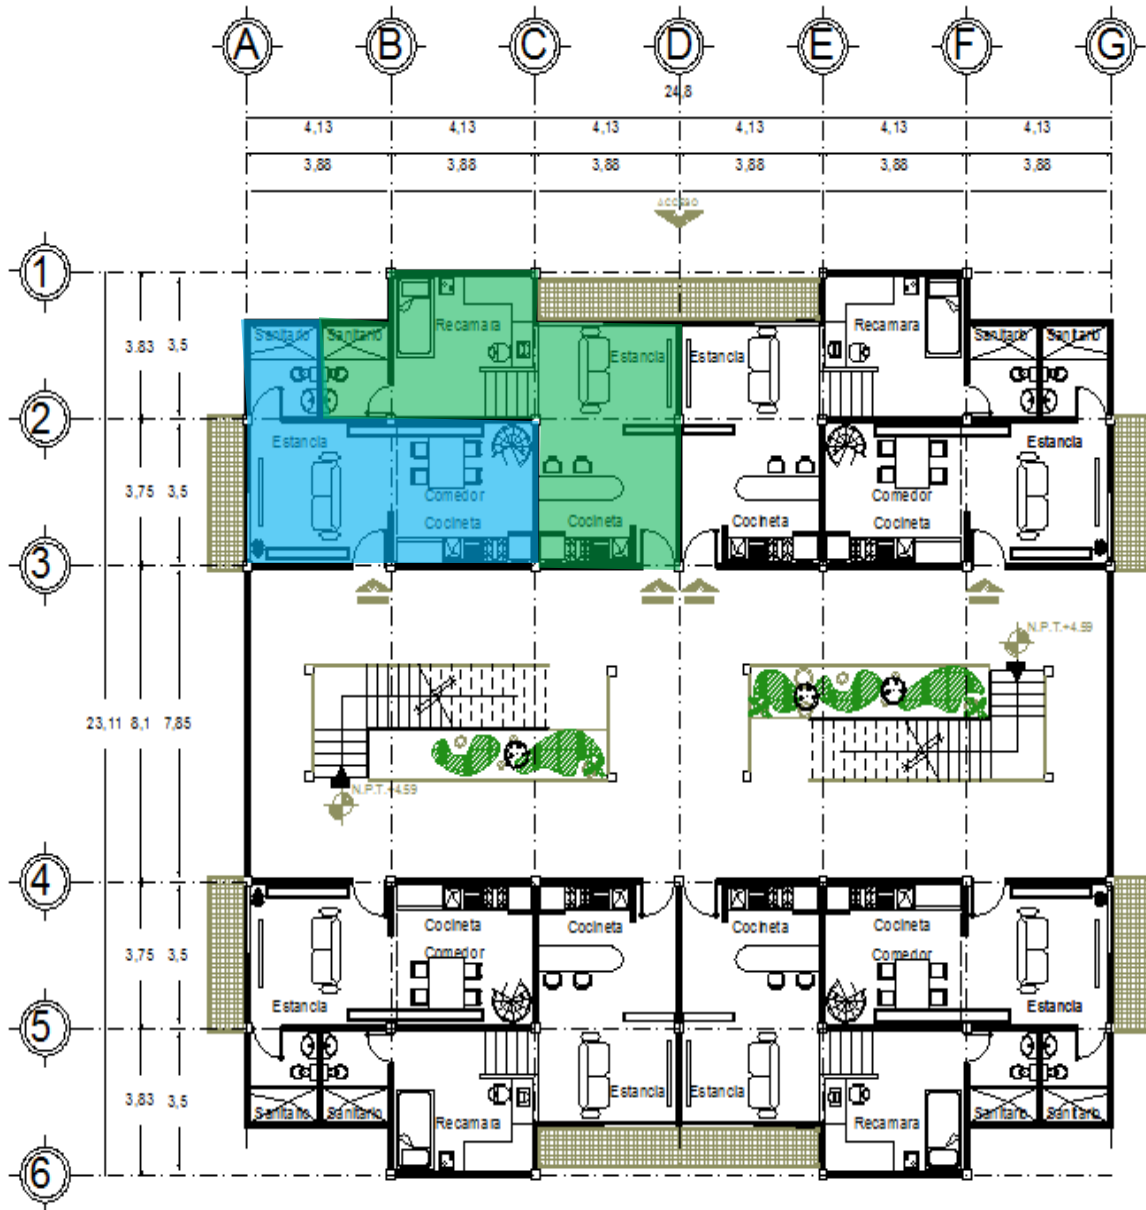 A B C D E F G
24,8
4,13 4,13 4,13 4,13 4,13 4,13
3,88 3,88 3,88 3,88 3,88 3,88
ACCESO
1
Recamara Recamara
Sanitario Sanitario Sanitario Sanitario
3.83 3,5
Estancia Estancia
2
Estancia Estancia
3,75 3,5
Comedor Comedor
Cocineta Cocineta Cocineta Cocineta
3
N.P.T.+4.59
23,11 8,1 7,85
N.P.T.+4.59
4
Cocineta Cocineta Cocineta Cocineta
3,75 3,5
Comedor Comedor
Estancia Estancia
5
Estancia Estancia
3,83 3,5
Sanitario Sanitario Sanitario Sanitario
Recamara Recamara
6